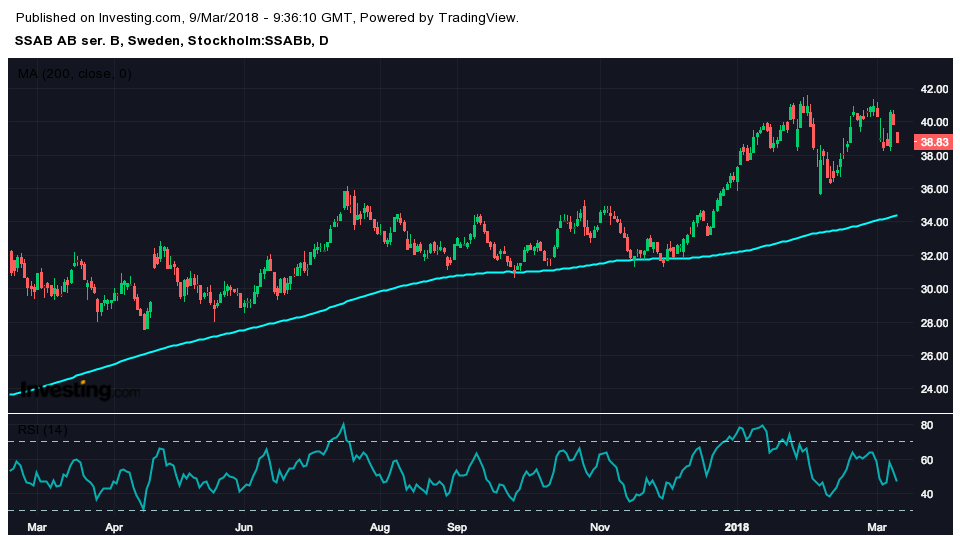 Published on Investing.com, 9/Mar/2018 - 9:36:10 GMT, Powered by TradingView.
SSAB AB ser. B, Sweden, Stockholm:SSABb, D
MA (200, close, 0)
42.00
40.00
38.83
38.00
36.00
34.00
32.00
30.00
28.00
26.00
24.00
Investing.com
RSI (14)
80
60
40
Mar Apr Jun Aug Sep Nov 2018 Mar